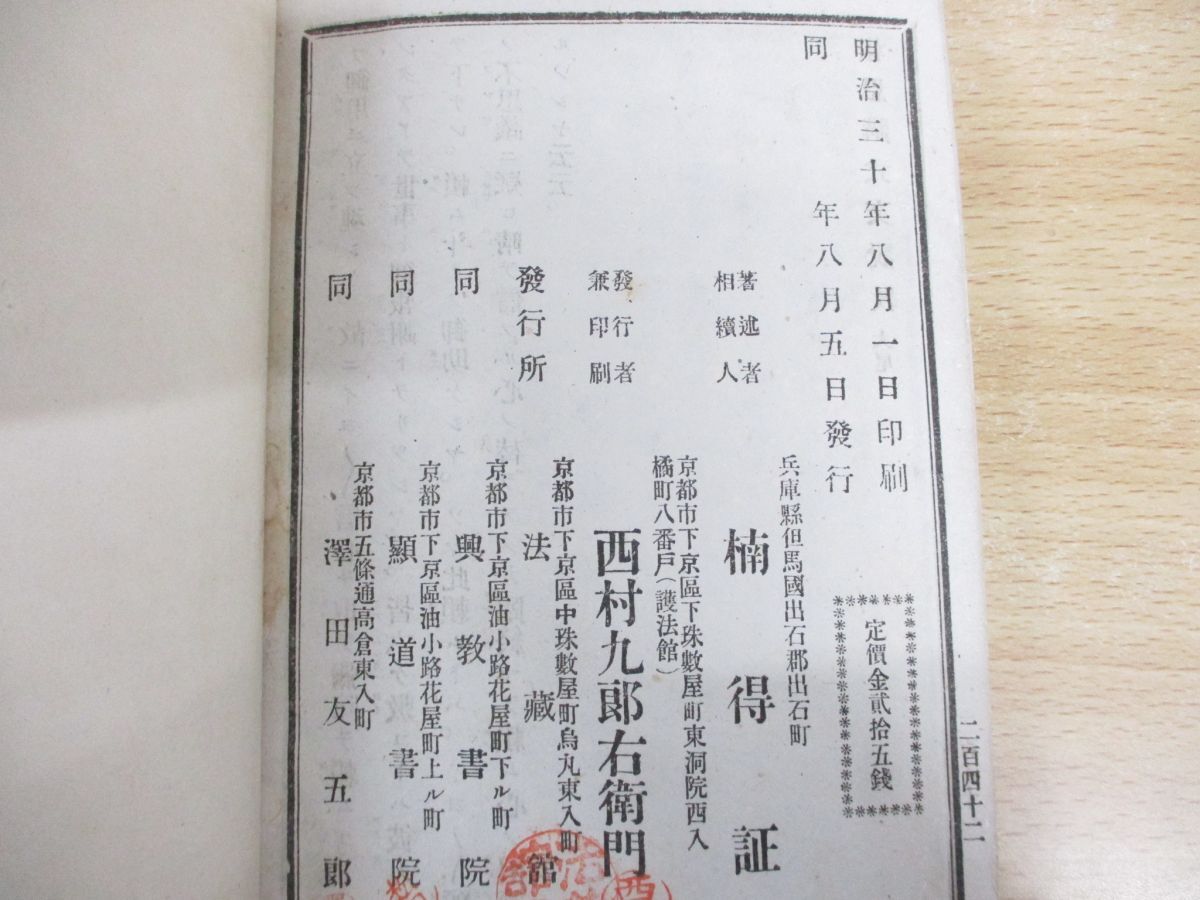 明治三十年八月一日印刷
同年八月五日發行
定價金貳拾五錢
兵庫縣但馬國出石郡出石町
著述者
相續人
楠得証
京都市下京區下珠數屋町東洞院西入
橘町八番戸(護法館)
發行者
兼印刷
西村九郎右衛門
京都市下京區中珠數屋町烏丸東入町
發行所
法藏館
京都市下京區油小路花屋町下ル町
同
興教書院
京都市下京區油小路花屋町上ル町
同
顯道書院
京都市五條通高倉東入町
同
澤田友五郎
二百四十二